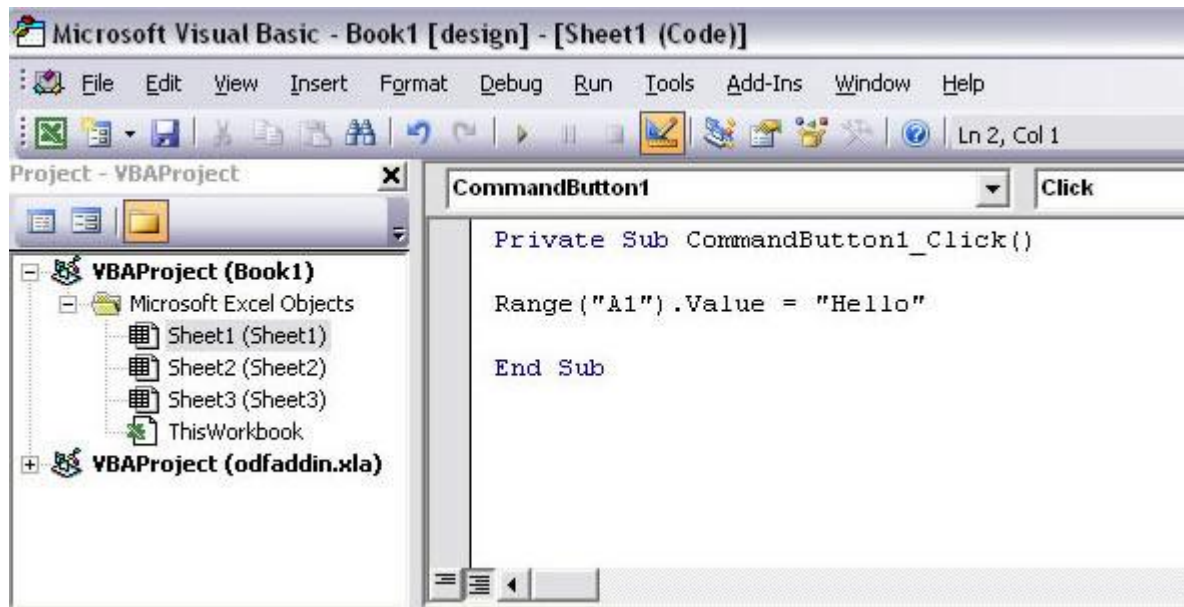 Microsoft Visual Basic - Book1 [design] - [Sheet1 (Code)]
File Edit View Insert Format Debug Run Tools Add-Ins Window Help
Ln 2, Col 1
Project - VBAProject
CommandButton1
Click
VBAProject (Book1)
Microsoft Excel Objects
Sheet1 (Sheet1)
Sheet2 (Sheet2)
Sheet3 (Sheet3)
ThisWorkbook
VBAProject (odfaddin.xla)
Private Sub CommandButton1_Click()
Range("A1").Value = "Hello"
End Sub